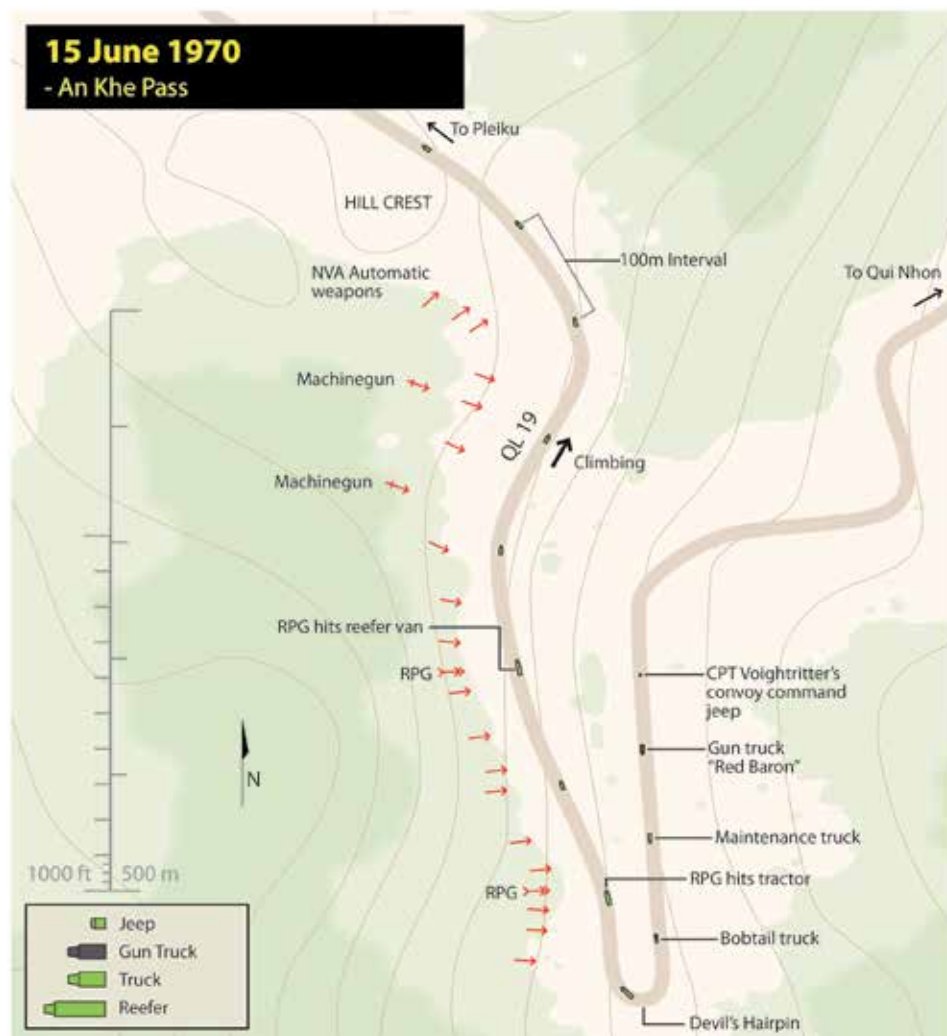 15 June 1970
- An Khe Pass
To Pleiku
HILL CREST
100m Interval
To Qui Nhon
NVA Automatic
weapons
Machinegun
QL 19
Climbing
Machinegun
RPG hits reefer van
RPG
CPT Voightritter's
convoy command
jeep
Gun truck
"Red Baron"
N
Maintenance truck
1000 ft
500 m
RPG hits tractor
RPG
Bobtail truck
Devil's Hairpin
Jeep
Gun Truck
Truck
Reefer